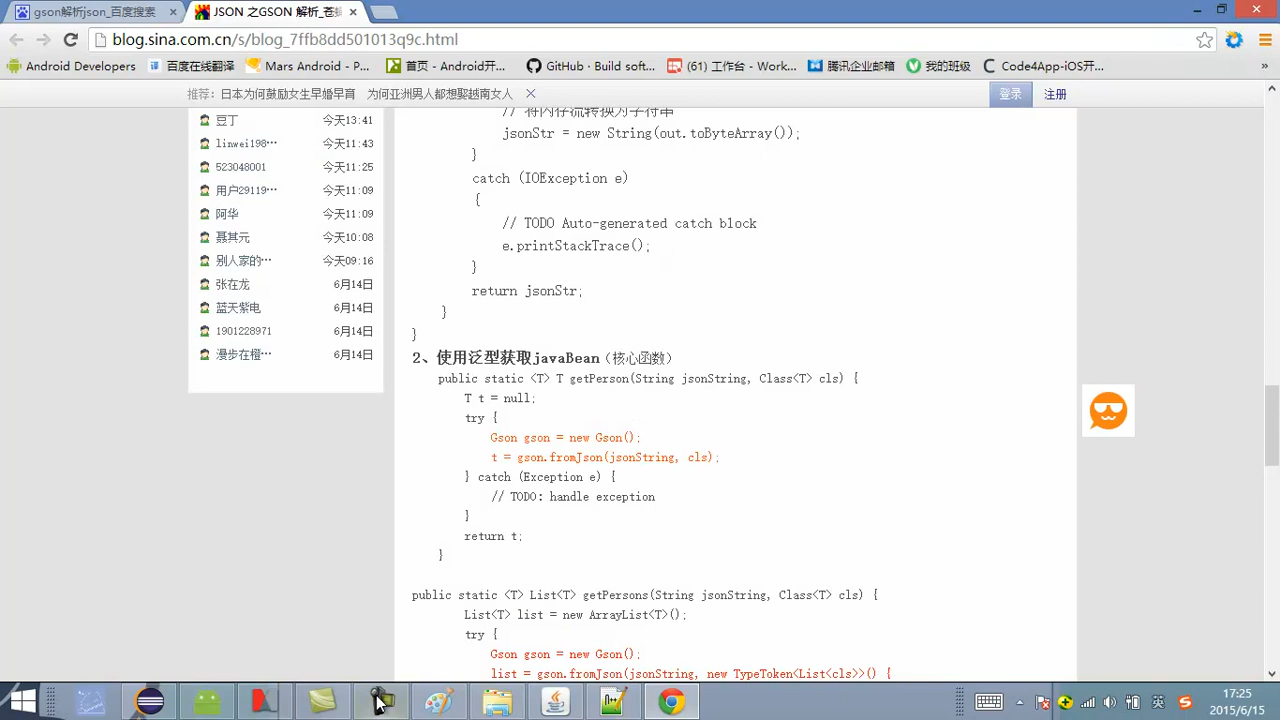 gson解析json_百度搜索
JSON 之GSON 解析_苍
blog.sina.com.cn/s/blog_7ffb8dd501013q9c.html
Android Developers
百度在线翻译
Mars Android - P...
首页 - Android开...
GitHub · Build soft...
(61) 工作台 - Work...
腾讯企业邮箱
我的班级
Code4App-iOS开...
推荐: 日本为何鼓励女生早婚早育 为何亚洲男人都想娶越南女人
登录 注册
豆丁 今天13:41
linwei198… 今天11:43
523048001 今天11:25
用户29119… 今天11:09
阿华 今天11:09
聂其元 今天10:08
别人家的… 今天09:16
张在龙 6月14日
蓝天紫电 6月14日
1901228971 6月14日
漫步在橙… 6月14日
// 将内存流转换为字符串
jsonStr = new String(out.toByteArray());
}
catch (IOException e)
{
// TODO Auto-generated catch block
e.printStackTrace();
}
return jsonStr;
}
}
2、使用泛型获取javaBean（核心函数）
public static <T> T getPerson(String jsonString, Class<T> cls) {
T t = null;
try {
Gson gson = new Gson();
t = gson.fromJson(jsonString, cls);
} catch (Exception e) {
// TODO: handle exception
}
return t;
}
public static <T> List<T> getPersons(String jsonString, Class<T> cls) {
List<T> list = new ArrayList<T>();
try {
Gson gson = new Gson();
list = gson.fromJson(jsonString, new TypeToken<List<cls>>() {
英
17:25
2015/6/15